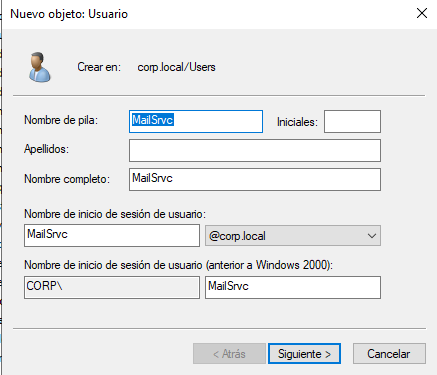 Nuevo objeto: Usuario
Crear en: corp.local/Users
Nombre de pila: MailSrvc Iniciales:
Apellidos:
Nombre completo: MailSrvc
Nombre de inicio de sesión de usuario:
MailSrvc @corp.local
Nombre de inicio de sesión de usuario (anterior a Windows 2000):
CORP\ MailSrvc
< Atrás Siguiente > Cancelar